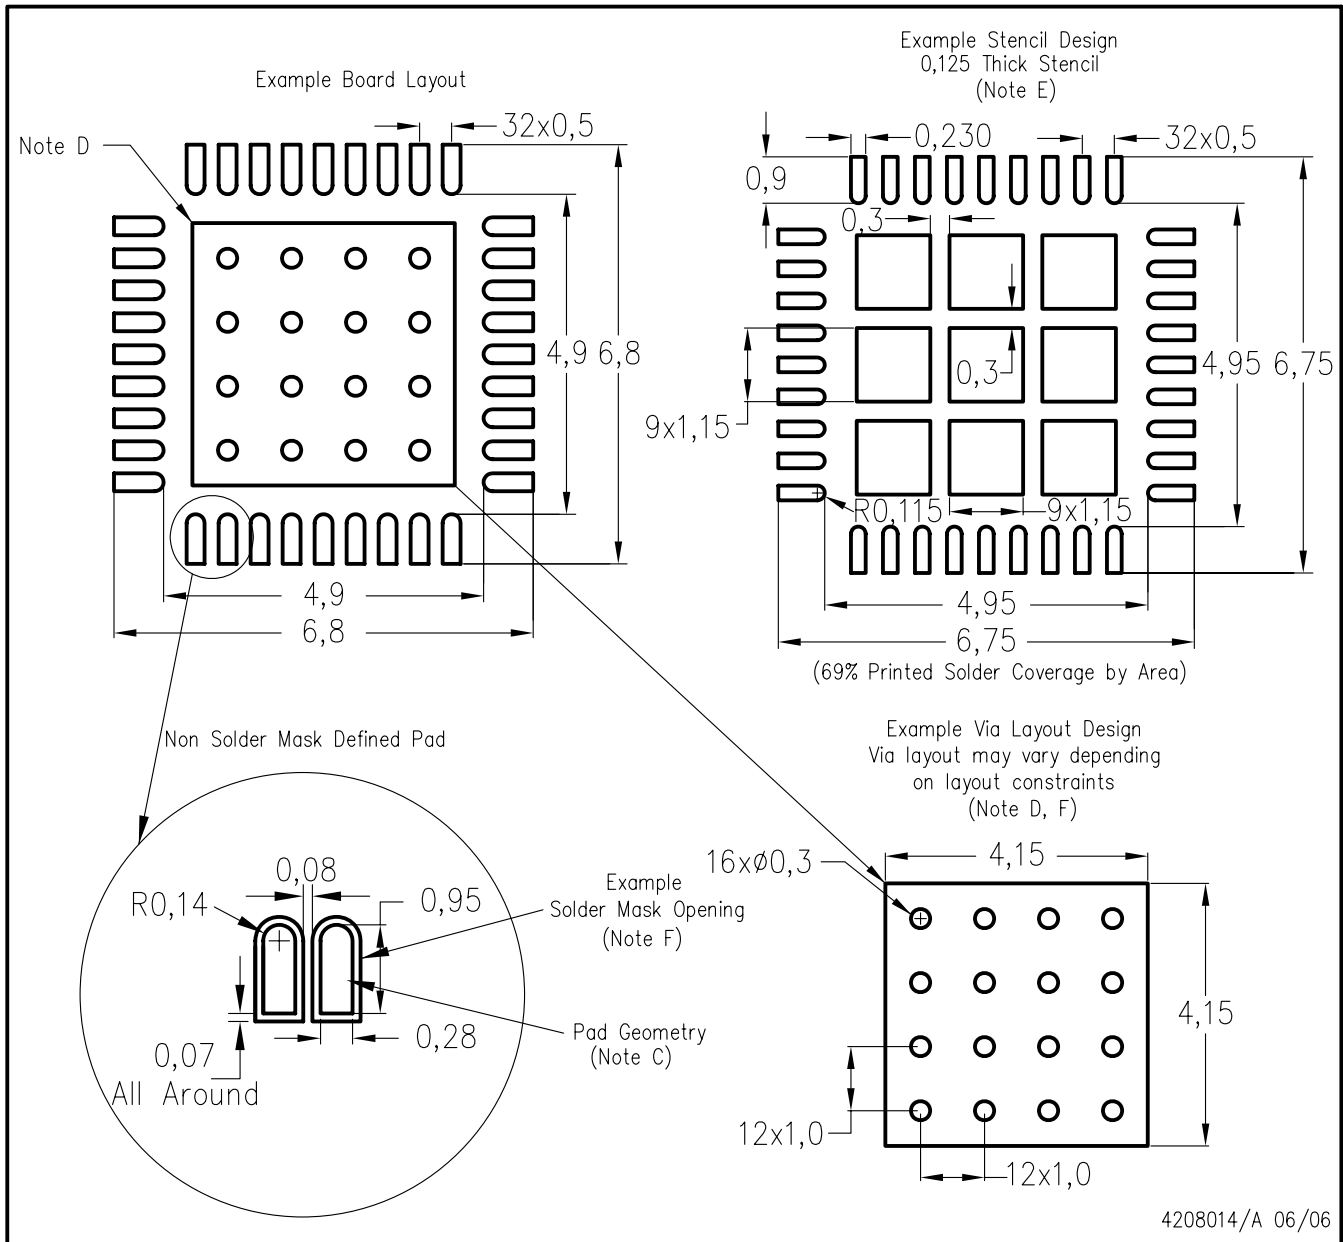 Example Board Layout
Note D
32x0,5
4,9
6,8
4,9
6,8
Example Stencil Design
0,125 Thick Stencil
(Note E)
0,230
32x0,5
0,9
0,3
0,3
4,95
6,75
9x1,15
R0,115
9x1,15
4,95
6,75
(69% Printed Solder Coverage by Area)
Non Solder Mask Defined Pad
0,08
R0,14
0,95
Example
Solder Mask Opening
(Note F)
0,07
All Around
0,28
Pad Geometry
(Note C)
Example Via Layout Design
Via layout may vary depending
on layout constraints
(Note D, F)
16xø0,3
4,15
4,15
12x1,0
12x1,0
4208014/A 06/06